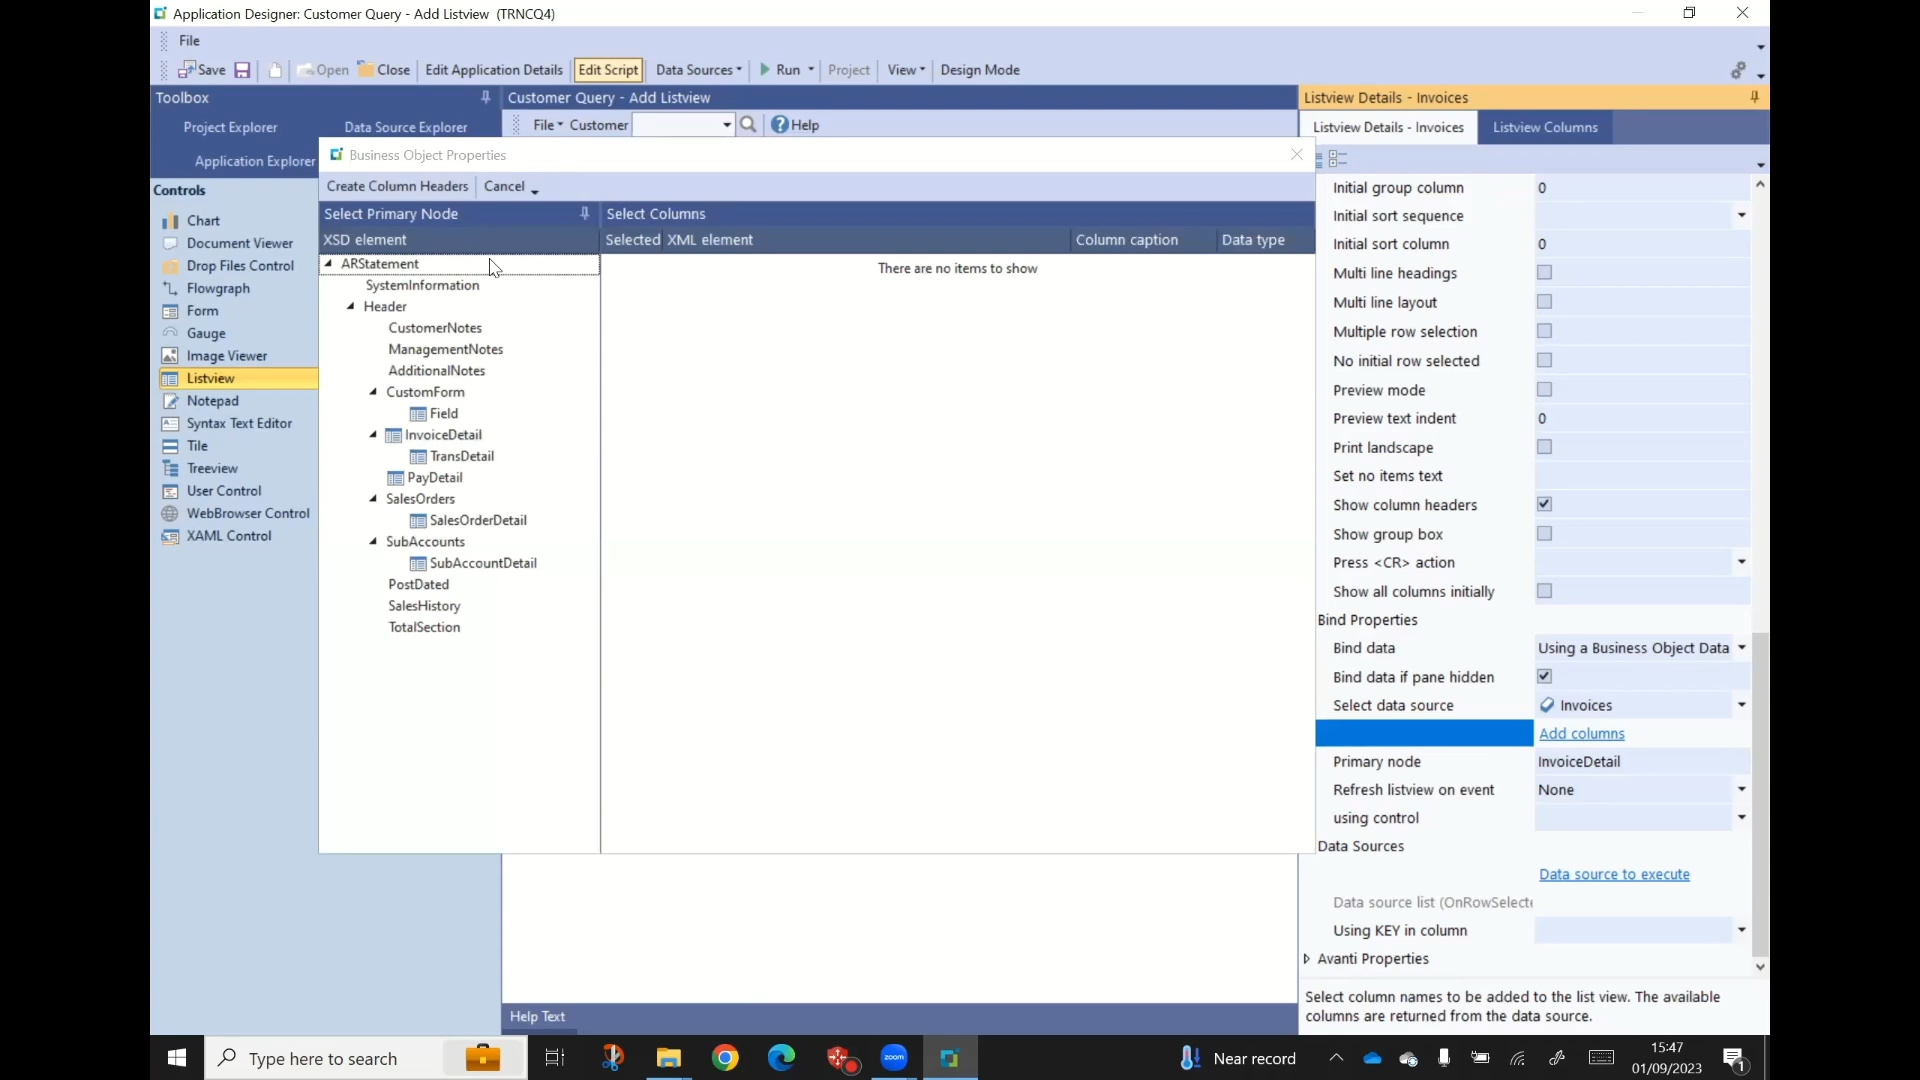 Application Designer: Customer Query - Add Listview (TRNCQ4)
File
Save Open Close Edit Application Details Edit Script Data Sources Run Project View Design Mode
Toolbox
Project Explorer Data Source Explorer
Application Explorer
Controls
Chart
Document Viewer
Drop Files Control
Flowgraph
Form
Gauge
Image Viewer
Listview
Notepad
Syntax Text Editor
Tile
Treeview
User Control
WebBrowser Control
XAML Control
Customer Query - Add Listview
File Customer Help
Business Object Properties
Create Column Headers Cancel
Select Primary Node
XSD element
ARStatement
SystemInformation
Header
CustomerNotes
ManagementNotes
AdditionalNotes
CustomForm
Field
InvoiceDetail
TransDetail
PayDetail
SalesOrders
SalesOrderDetail
SubAccounts
SubAccountDetail
PostDated
SalesHistory
TotalSection
Select Columns
Selected XML element Column caption Data type
There are no items to show
Help Text
Listview Details - Invoices
Listview Details - Invoices Listview Columns
Initial group column 0
Initial sort sequence
Initial sort column 0
Multi line headings
Multi line layout
Multiple row selection
No initial row selected
Preview mode
Preview text indent 0
Print landscape
Set no items text
Show column headers
Show group box
Press <CR> action
Show all columns initially
Bind Properties
Bind data Using a Business Object Data
Bind data if pane hidden
Select data source Invoices
Add columns
Primary node InvoiceDetail
Refresh listview on event None
using control
Data Sources
Data source to execute
Data source list (OnRowSelecte
Using KEY in column
Avanti Properties
Select column names to be added to the list view. The available
columns are returned from the data source.
Type here to search
zoom
Near record
15:47
01/09/2023
1